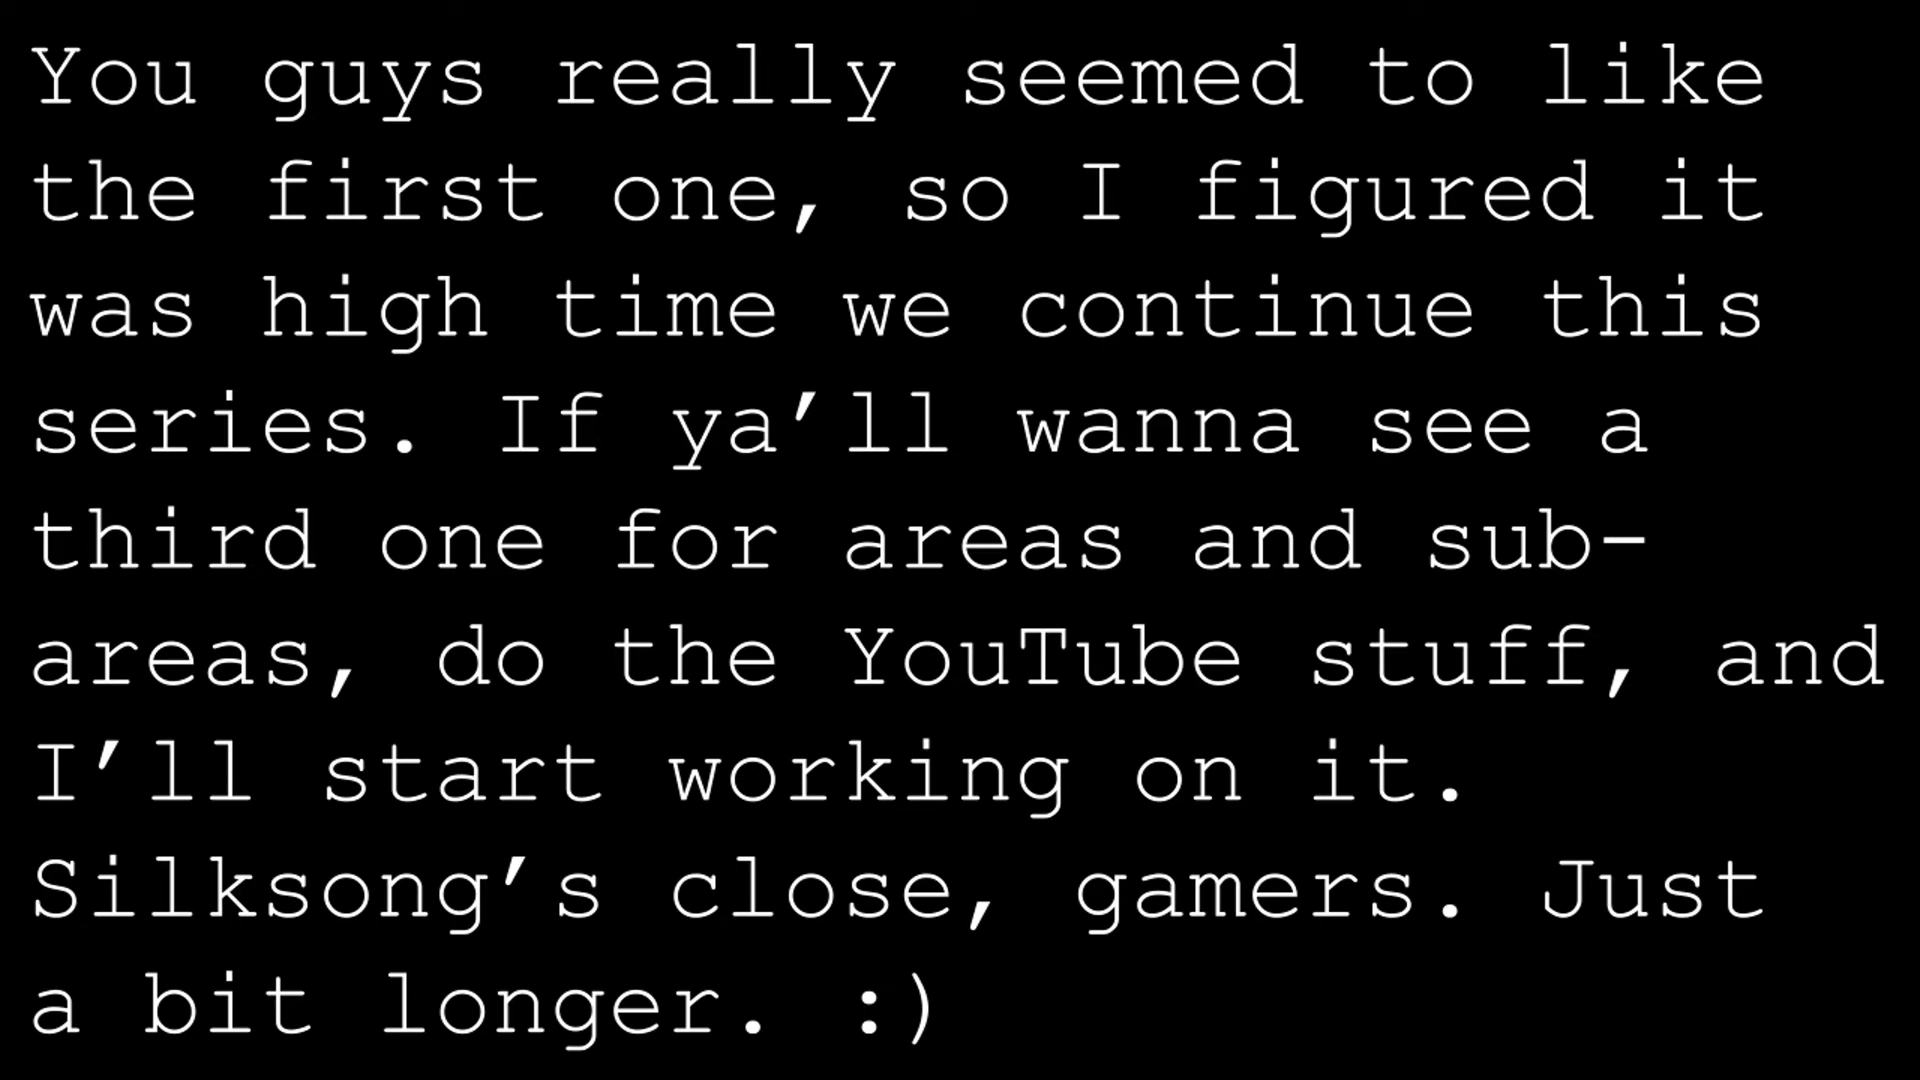 You guys really seemed to like
the first one, so I figured it
was high time we continue this
series. If ya’ll wanna see a
third one for areas and sub-
areas, do the YouTube stuff, and
I’ll start working on it.
Silksong’s close, gamers. Just
a bit longer. :)